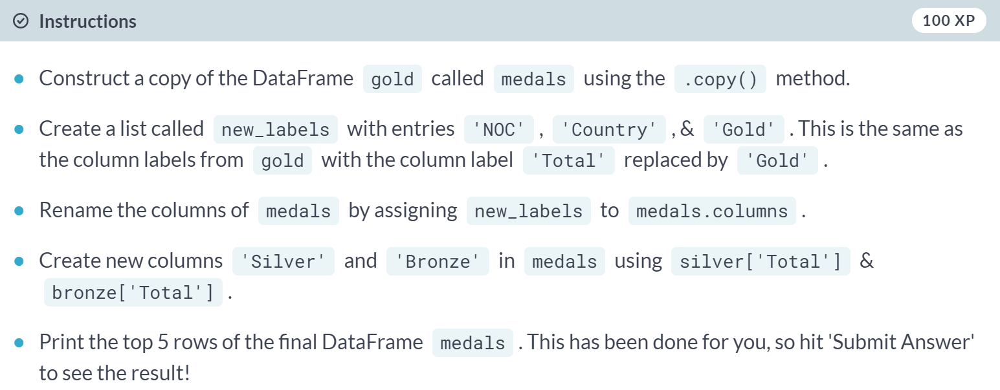 Instructions
100 XP
Construct a copy of the DataFrame gold called medals using the .copy() method.
Create a list called new_labels with entries 'NOC' , 'Country' , & 'Gold' . This is the same as
the column labels from gold with the column label 'Total' replaced by 'Gold' .
Rename the columns of medals by assigning new_labels to medals.columns .
Create new columns 'Silver' and 'Bronze' in medals using silver['Total'] &
bronze['Total'] .
Print the top 5 rows of the final DataFrame medals . This has been done for you, so hit 'Submit Answer'
to see the result!